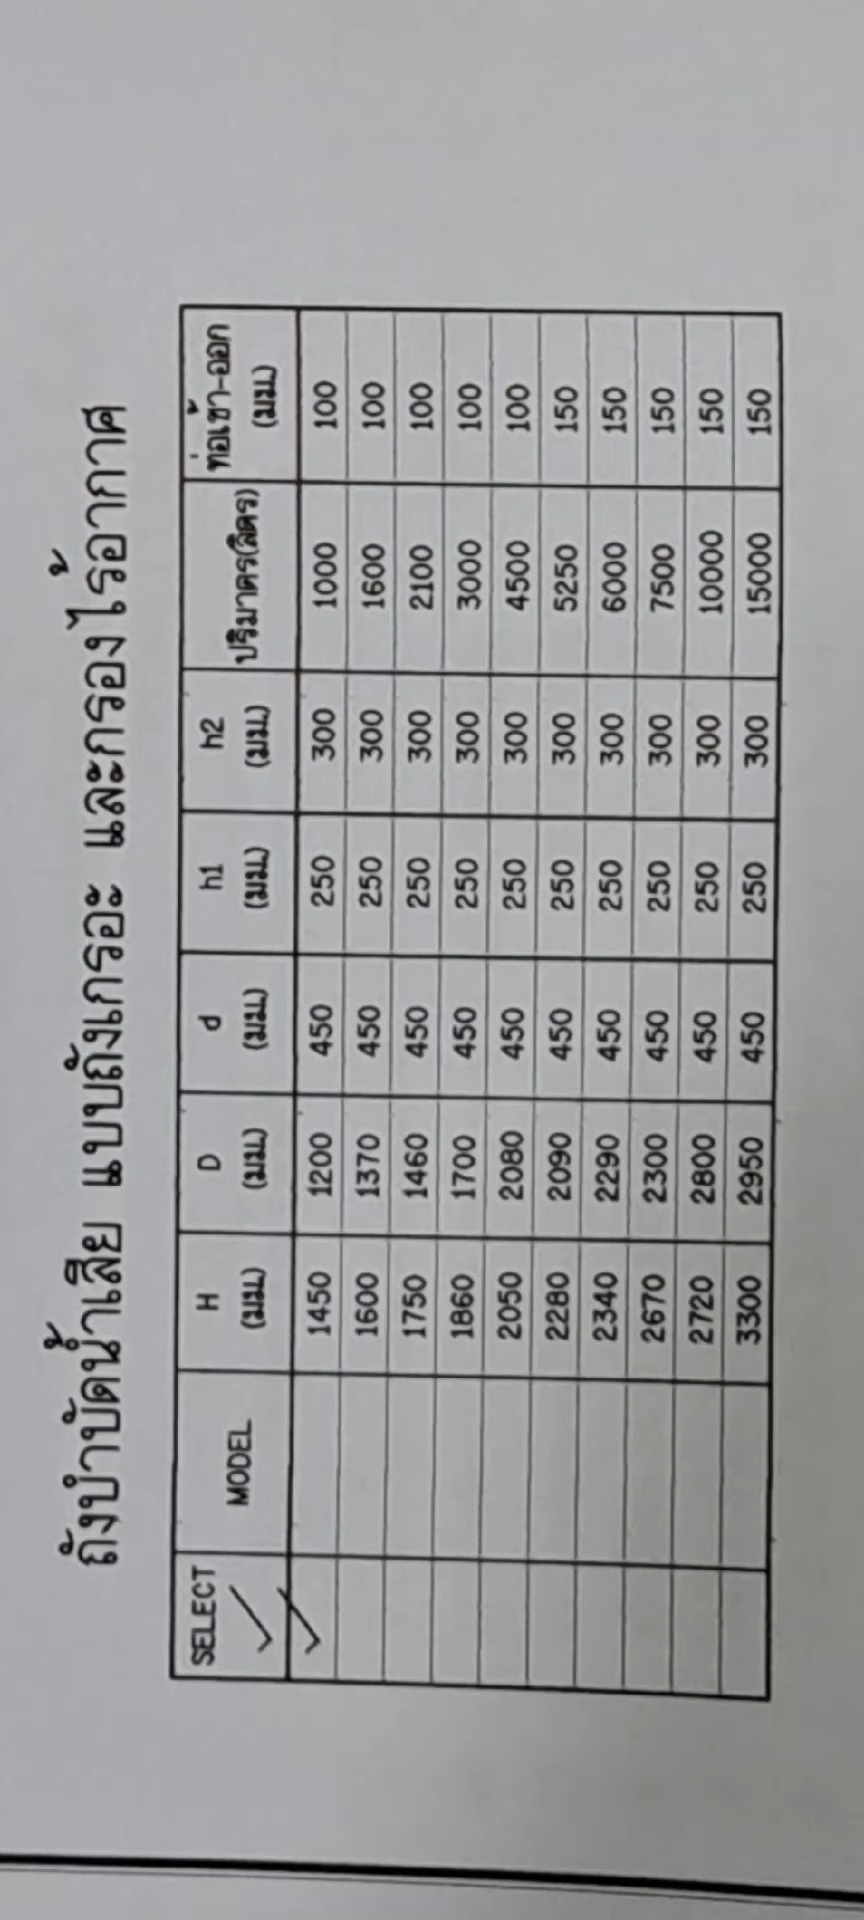 ถังบำบัดน้ำเสีย แบบถังเกรอะ และกรองไร้อากาศ
SELECT ✓ MODEL H (มม.) D (มม.) d (มม.) h1 (มม.) h2 (มม.) ปริมาตร(ลิตร) ท่อเข้า-ออก (มม.)
✓ 1450 1200 450 250 300 1000 100
1600 1370 450 250 300 1600 100
1750 1460 450 250 300 2100 100
1860 1700 450 250 300 3000 100
2050 2080 450 250 300 4500 100
2280 2090 450 250 300 5250 150
2340 2290 450 250 300 6000 150
2670 2300 450 250 300 7500 150
2720 2800 450 250 300 10000 150
3300 2950 450 250 300 15000 150